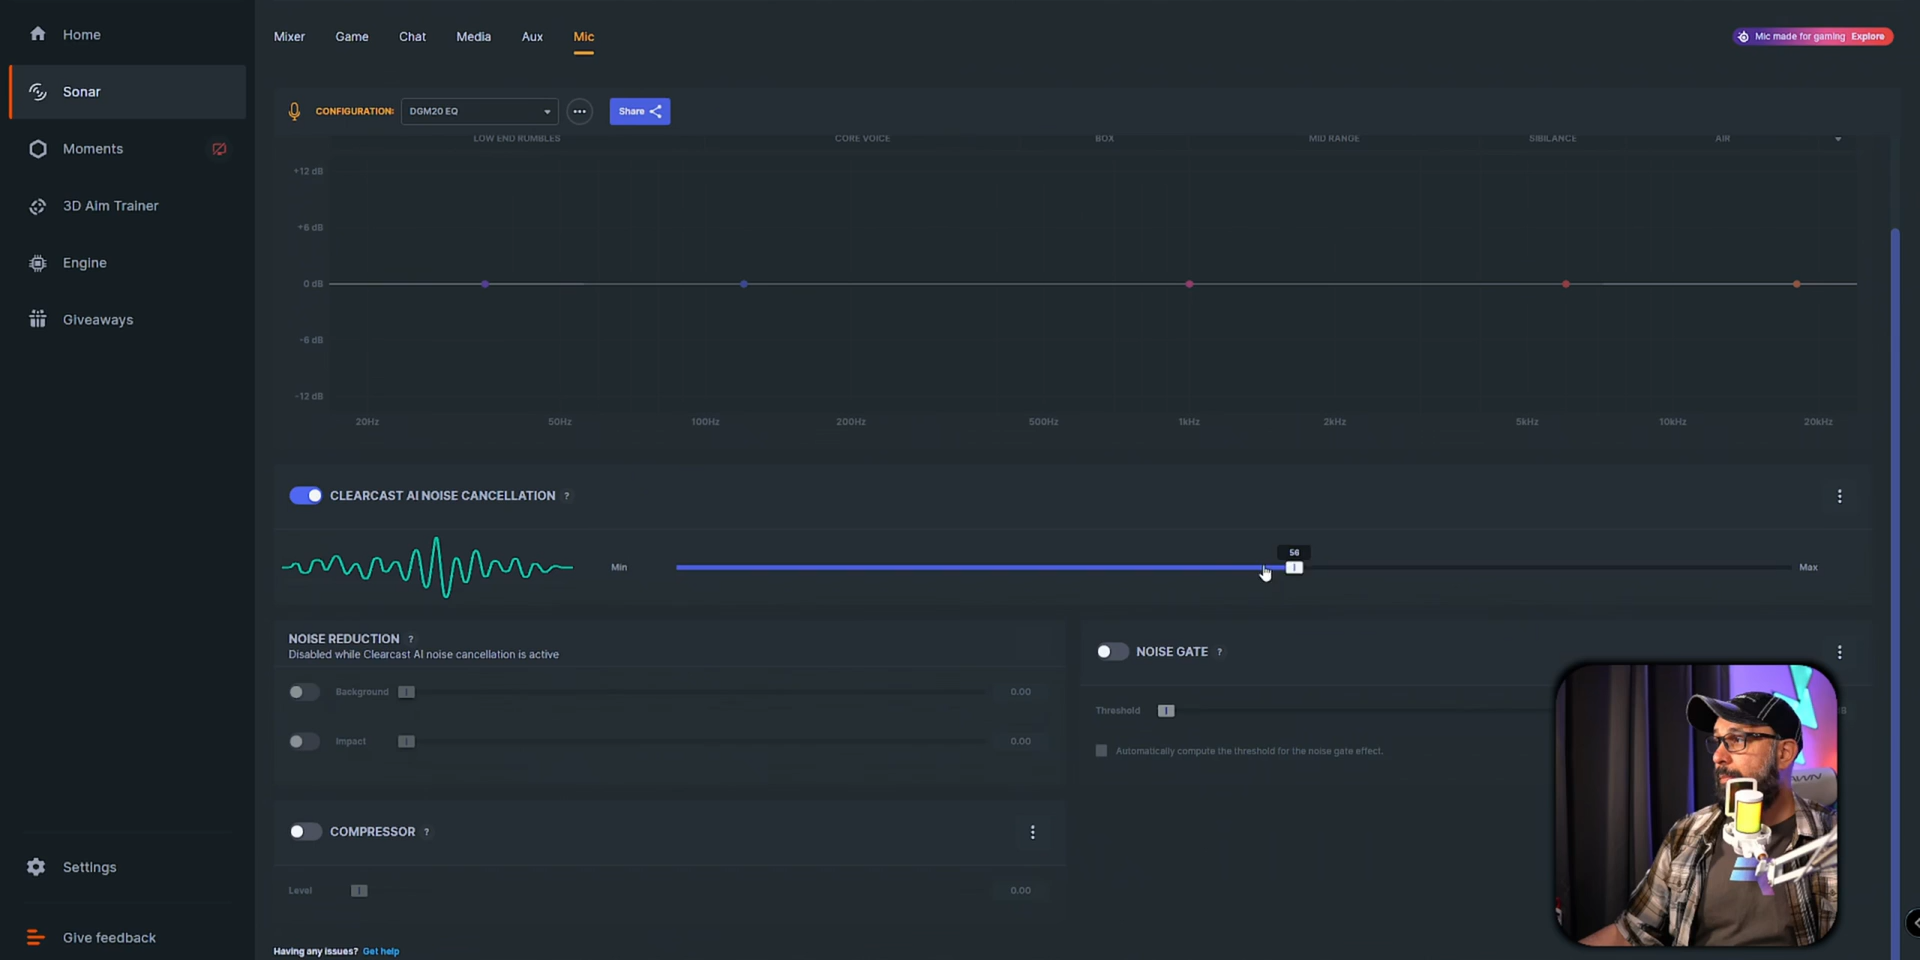 Home
Sonar
Moments
3D Aim Trainer
Engine
Giveaways
Settings
Give feedback
Mixer Game Chat Media Aux Mic
Mic made for gaming Explore
CONFIGURATION: DGM20 EQ Share
LOW END RUMBLES CORE VOICE BOX MID RANGE SIBILANCE AIR
+12 dB
+6 dB
0 dB
-6 dB
-12 dB
20Hz 50Hz 100Hz 200Hz 500Hz 1kHz 2kHz 5kHz 10kHz 20kHz
CLEARCAST AI NOISE CANCELLATION ?
56
Min Max
NOISE REDUCTION ?
Disabled while Clearcast AI noise cancellation is active
Background 0.00
Impact 0.00
NOISE GATE ?
Threshold
Automatically compute the threshold for the noise gate effect.
COMPRESSOR ?
Level 0.00
Having any issues? Get help